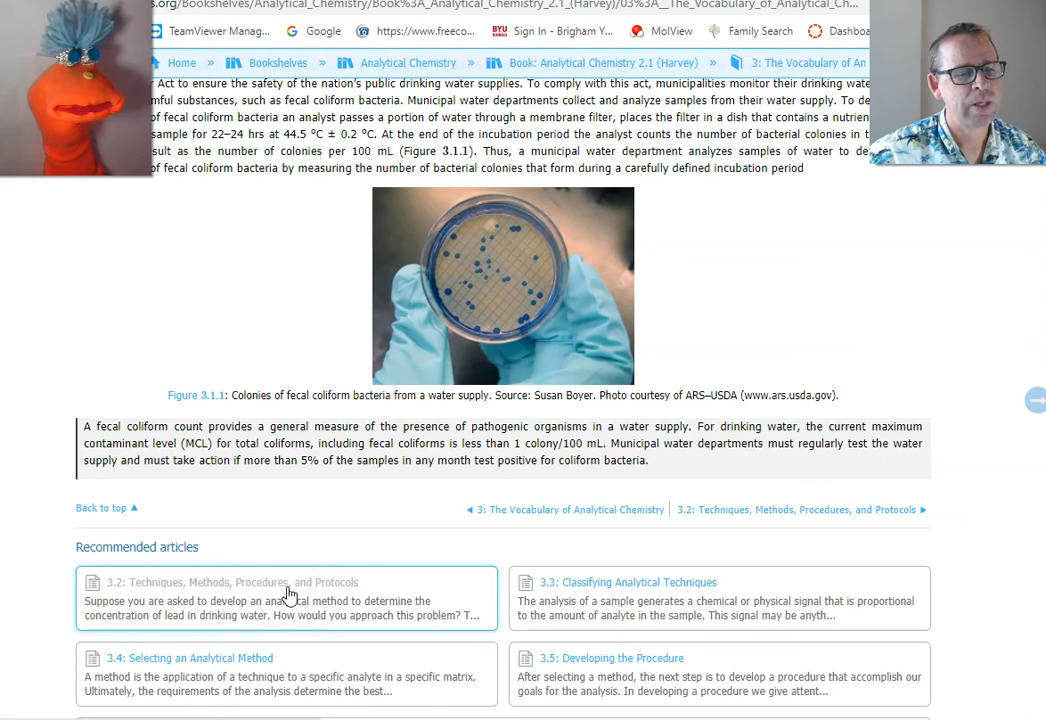 s.org/Bookshelves/Analytical_Chemistry/Book%3A_Analytical_Chemistry_2.1_(Harvey)/03%3A__The_Vocabulary_of_Analytical_Ch...
TeamViewer Manag... Google https://www.freeco... BYU Sign In - Brigham Y... MolView Family Search Dashboa
Home » Bookshelves » Analytical Chemistry » Book: Analytical Chemistry 2.1 (Harvey) » 3: The Vocabulary of An
Act to ensure the safety of the nation's public drinking water supplies. To comply with this act, municipalities monitor their drinking wate
mful substances, such as fecal coliform bacteria. Municipal water departments collect and analyze samples from their water supply. To de
of fecal coliform bacteria an analyst passes a portion of water through a membrane filter, places the filter in a dish that contains a nutrien
sample for 22–24 hrs at 44.5 °C ± 0.2 °C. At the end of the incubation period the analyst counts the number of bacterial colonies in t
sult as the number of colonies per 100 mL (Figure 3.1.1). Thus, a municipal water department analyzes samples of water to de
of fecal coliform bacteria by measuring the number of bacterial colonies that form during a carefully defined incubation period
Figure 3.1.1: Colonies of fecal coliform bacteria from a water supply. Source: Susan Boyer. Photo courtesy of ARS–USDA (www.ars.usda.gov).
A fecal coliform count provides a general measure of the presence of pathogenic organisms in a water supply. For drinking water, the current maximum
contaminant level (MCL) for total coliforms, including fecal coliforms is less than 1 colony/100 mL. Municipal water departments must regularly test the water
supply and must take action if more than 5% of the samples in any month test positive for coliform bacteria.
Back to top ▲ ◄ 3: The Vocabulary of Analytical Chemistry | 3.2: Techniques, Methods, Procedures, and Protocols ►
Recommended articles
3.2: Techniques, Methods, Procedures, and Protocols
Suppose you are asked to develop an analytical method to determine the
concentration of lead in drinking water. How would you approach this problem? T...
3.3: Classifying Analytical Techniques
The analysis of a sample generates a chemical or physical signal that is proportional
to the amount of analyte in the sample. This signal may be anyth...
3.4: Selecting an Analytical Method
A method is the application of a technique to a specific analyte in a specific matrix.
Ultimately, the requirements of the analysis determine the best...
3.5: Developing the Procedure
After selecting a method, the next step is to develop a procedure that accomplish our
goals for the analysis. In developing a procedure we give attent...